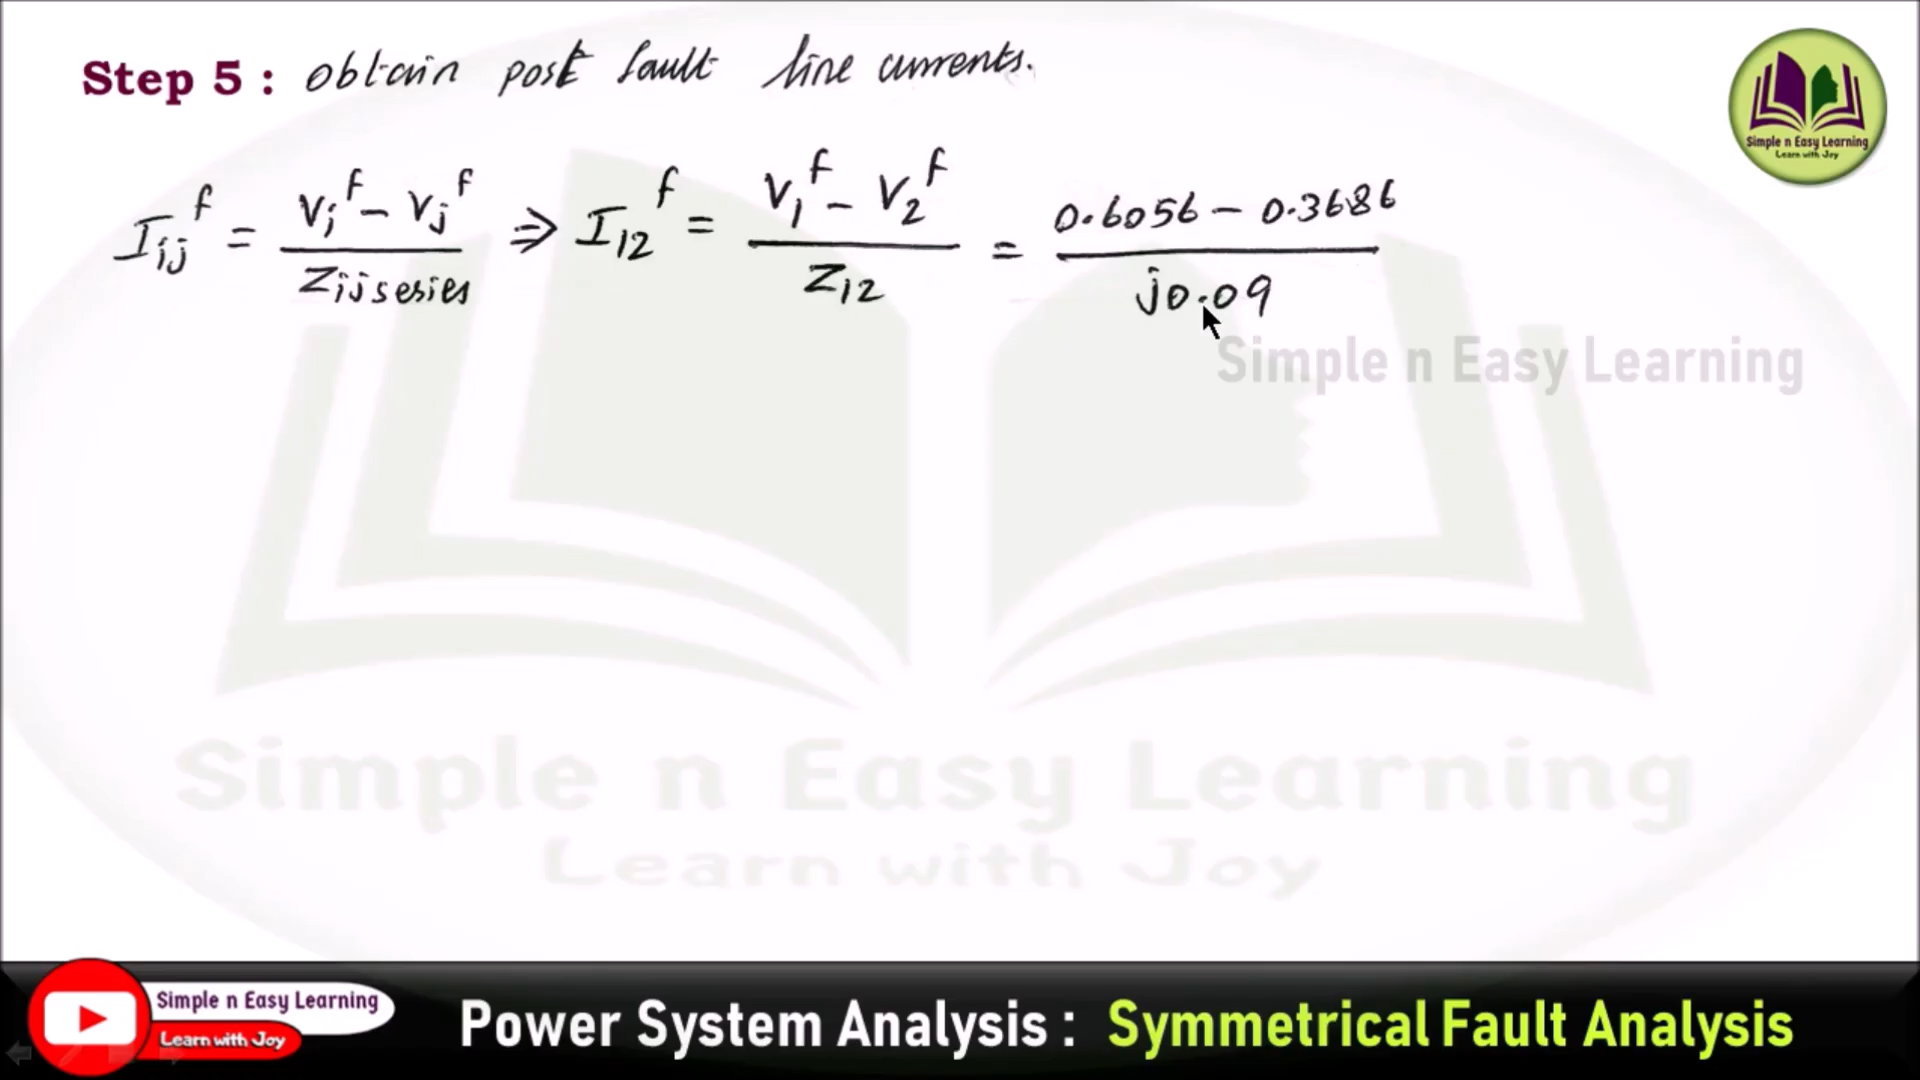 Step 5 : obtain post fault line currents.
I_ij^f = (V_i^f - V_j^f) / Z_ij series ⇒ I_12^f = (V_1^f - V_2^f) / Z_12 = (0.6056 - 0.3686) / j0.09
Simple n Easy Learning
Learn with Joy
Simple n Easy Learning
Simple n Easy Learning
Learn with Joy
Simple n Easy Learning
Learn with Joy
Power System Analysis : Symmetrical Fault Analysis